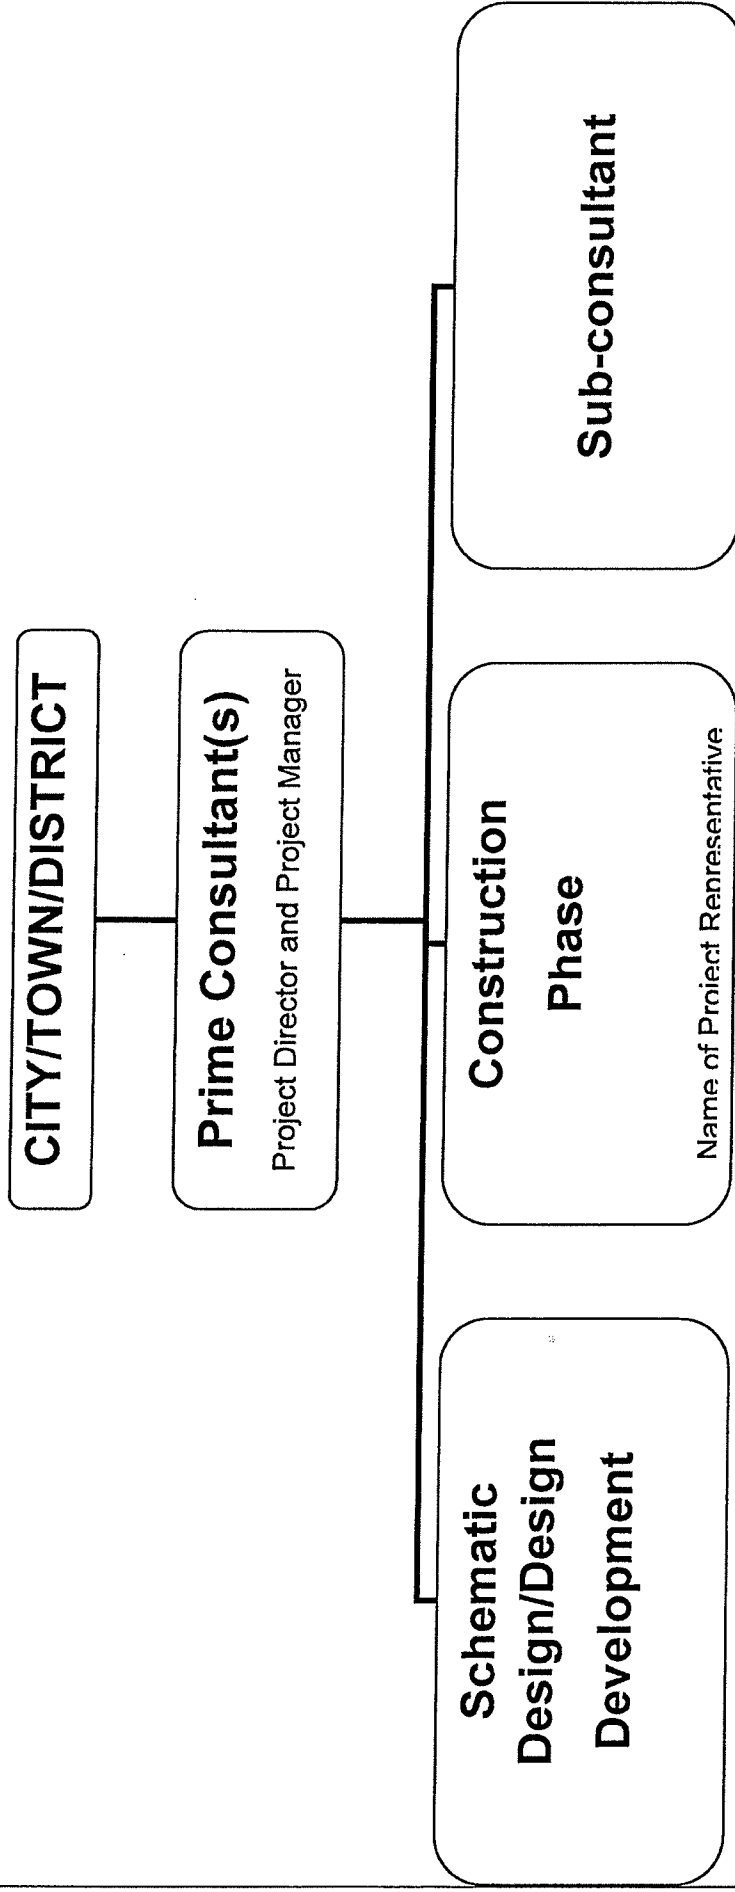 CITY/TOWN/DISTRICT
Prime Consultant(s)
Project Director and Project Manager
Schematic
Design/Design
Development
Construction
Phase
Name of Project Representative
Sub-consultant